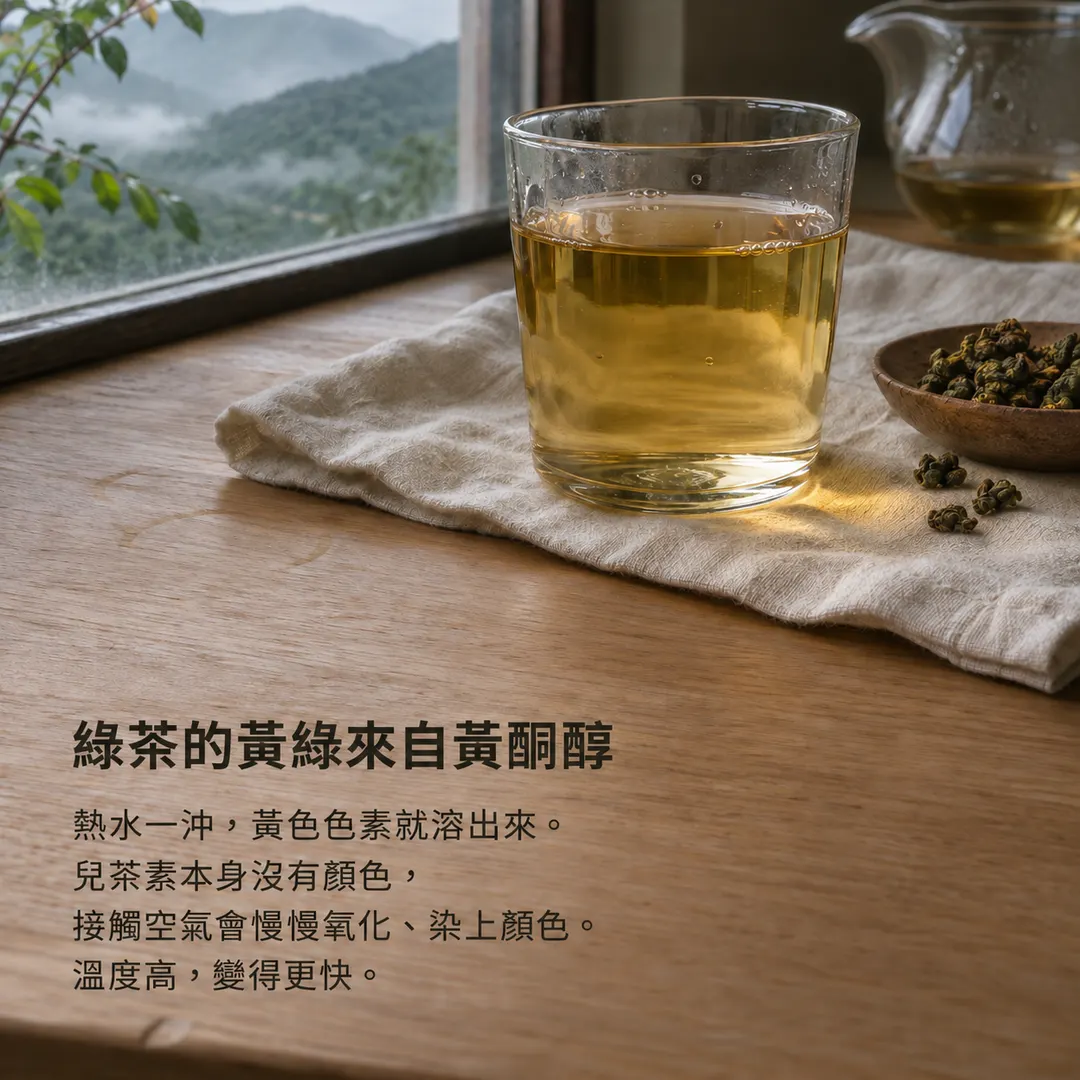 綠茶的黃綠來自黃酮醇
熱水一沖，黃色色素就溶出來。
兒茶素本身沒有顏色，
接觸空氣會慢慢氧化、染上顏色。
溫度高，變得更快。